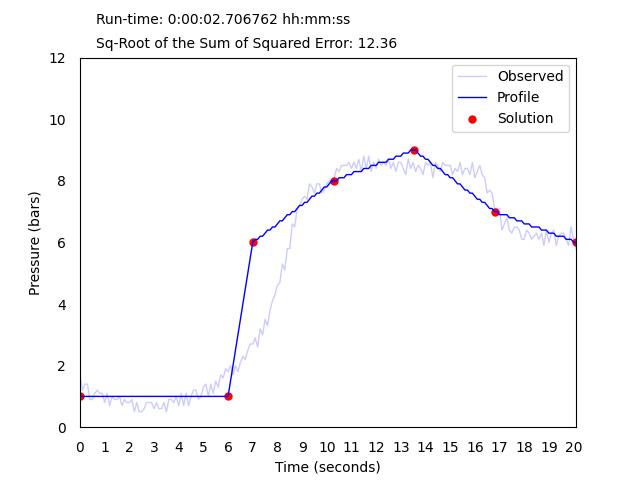 Run-time: 0:00:02.706762 hh:mm:ss
Sq-Root of the Sum of Squared Error: 12.36
12
10
8
6
4
2
0
Pressure (bars)
Observed
Profile
Solution
0 1 2 3 4 5 6 7 8 9 10 11 12 13 14 15 16 17 18 19 20
Time (seconds)